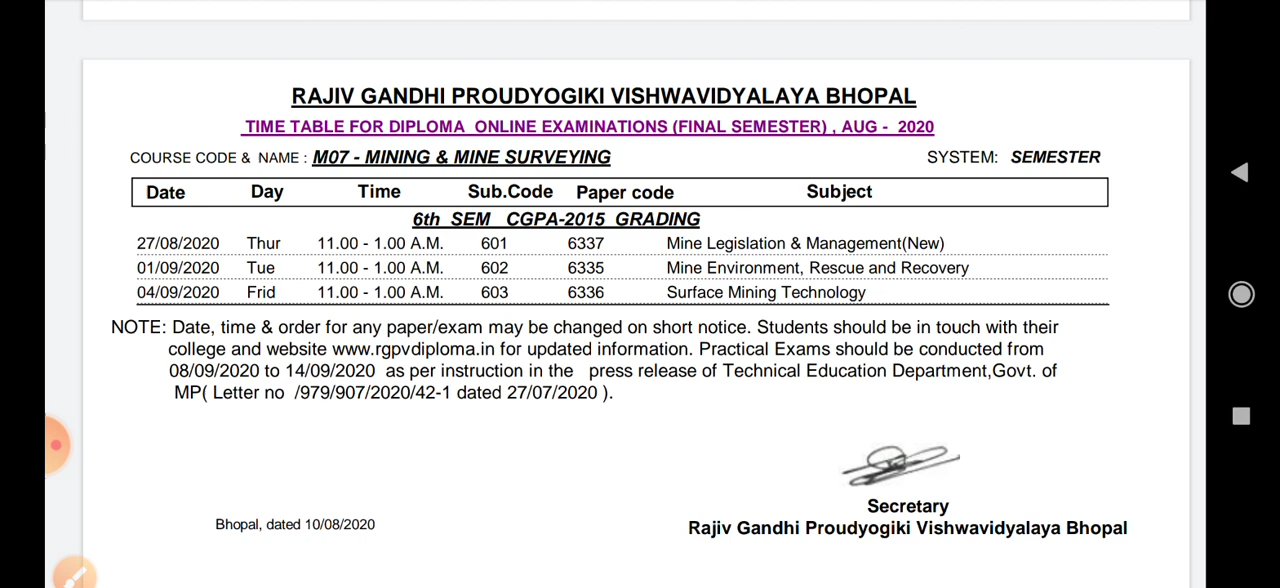 RAJIV GANDHI PROUDYOGIKI VISHWAVIDYALAYA BHOPAL
TIME TABLE FOR DIPLOMA ONLINE EXAMINATIONS (FINAL SEMESTER) , AUG - 2020
COURSE CODE & NAME : M07 - MINING & MINE SURVEYING SYSTEM: SEMESTER
Date Day Time Sub.Code Paper code Subject
6th SEM CGPA-2015 GRADING
27/08/2020 Thur 11.00 - 1.00 A.M. 601 6337 Mine Legislation & Management(New)
01/09/2020 Tue 11.00 - 1.00 A.M. 602 6335 Mine Environment, Rescue and Recovery
04/09/2020 Frid 11.00 - 1.00 A.M. 603 6336 Surface Mining Technology
NOTE: Date, time & order for any paper/exam may be changed on short notice. Students should be in touch with their
college and website www.rgpvdiploma.in for updated information. Practical Exams should be conducted from
08/09/2020 to 14/09/2020 as per instruction in the press release of Technical Education Department,Govt. of
MP( Letter no /979/907/2020/42-1 dated 27/07/2020 ).
Secretary
Bhopal, dated 10/08/2020
Rajiv Gandhi Proudyogiki Vishwavidyalaya Bhopal